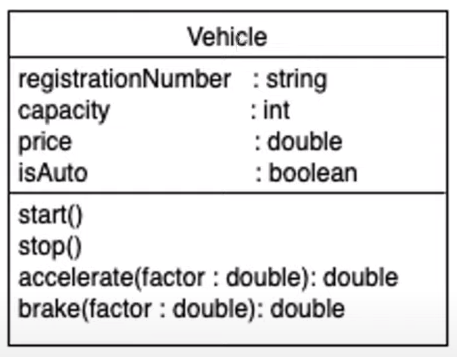 Vehicle
registrationNumber : string
capacity : int
price : double
isAuto : boolean
start()
stop()
accelerate(factor : double): double
brake(factor : double): double